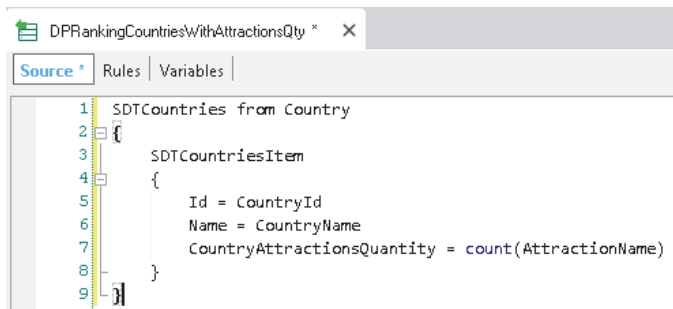 DPRankingCountriesWithAttractionsQty * ×
Source * Rules Variables
1 SDTCountries from Country
2 {
3 SDTCountriesItem
4 {
5 Id = CountryId
6 Name = CountryName
7 CountryAttractionsQuantity = count(AttractionName)
8 }
9 }